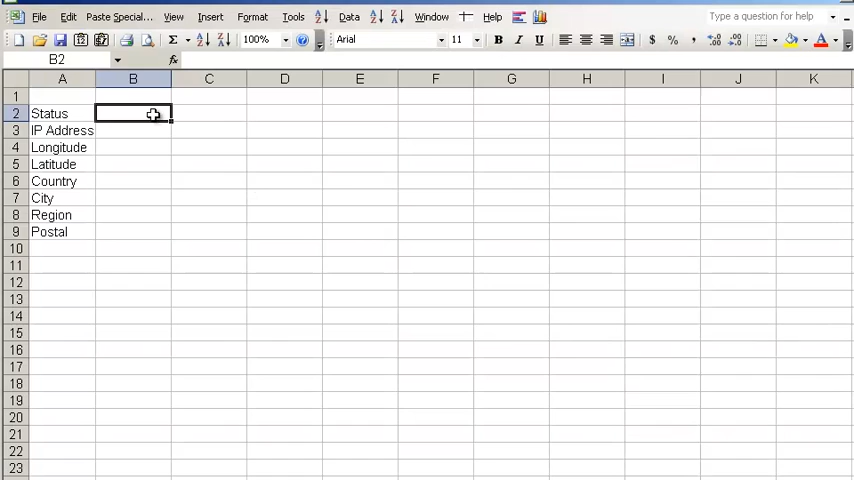 File Edit Paste Special... View Insert Format Tools Data Window Help Type a question for help
Σ 100% Arial 11 B I U $ % ,
B2 fx
A B C D E F G H I J K
1
2 Status
3 IP Address
4 Longitude
5 Latitude
6 Country
7 City
8 Region
9 Postal
10
11
12
13
14
15
16
17
18
19
20
21
22
23